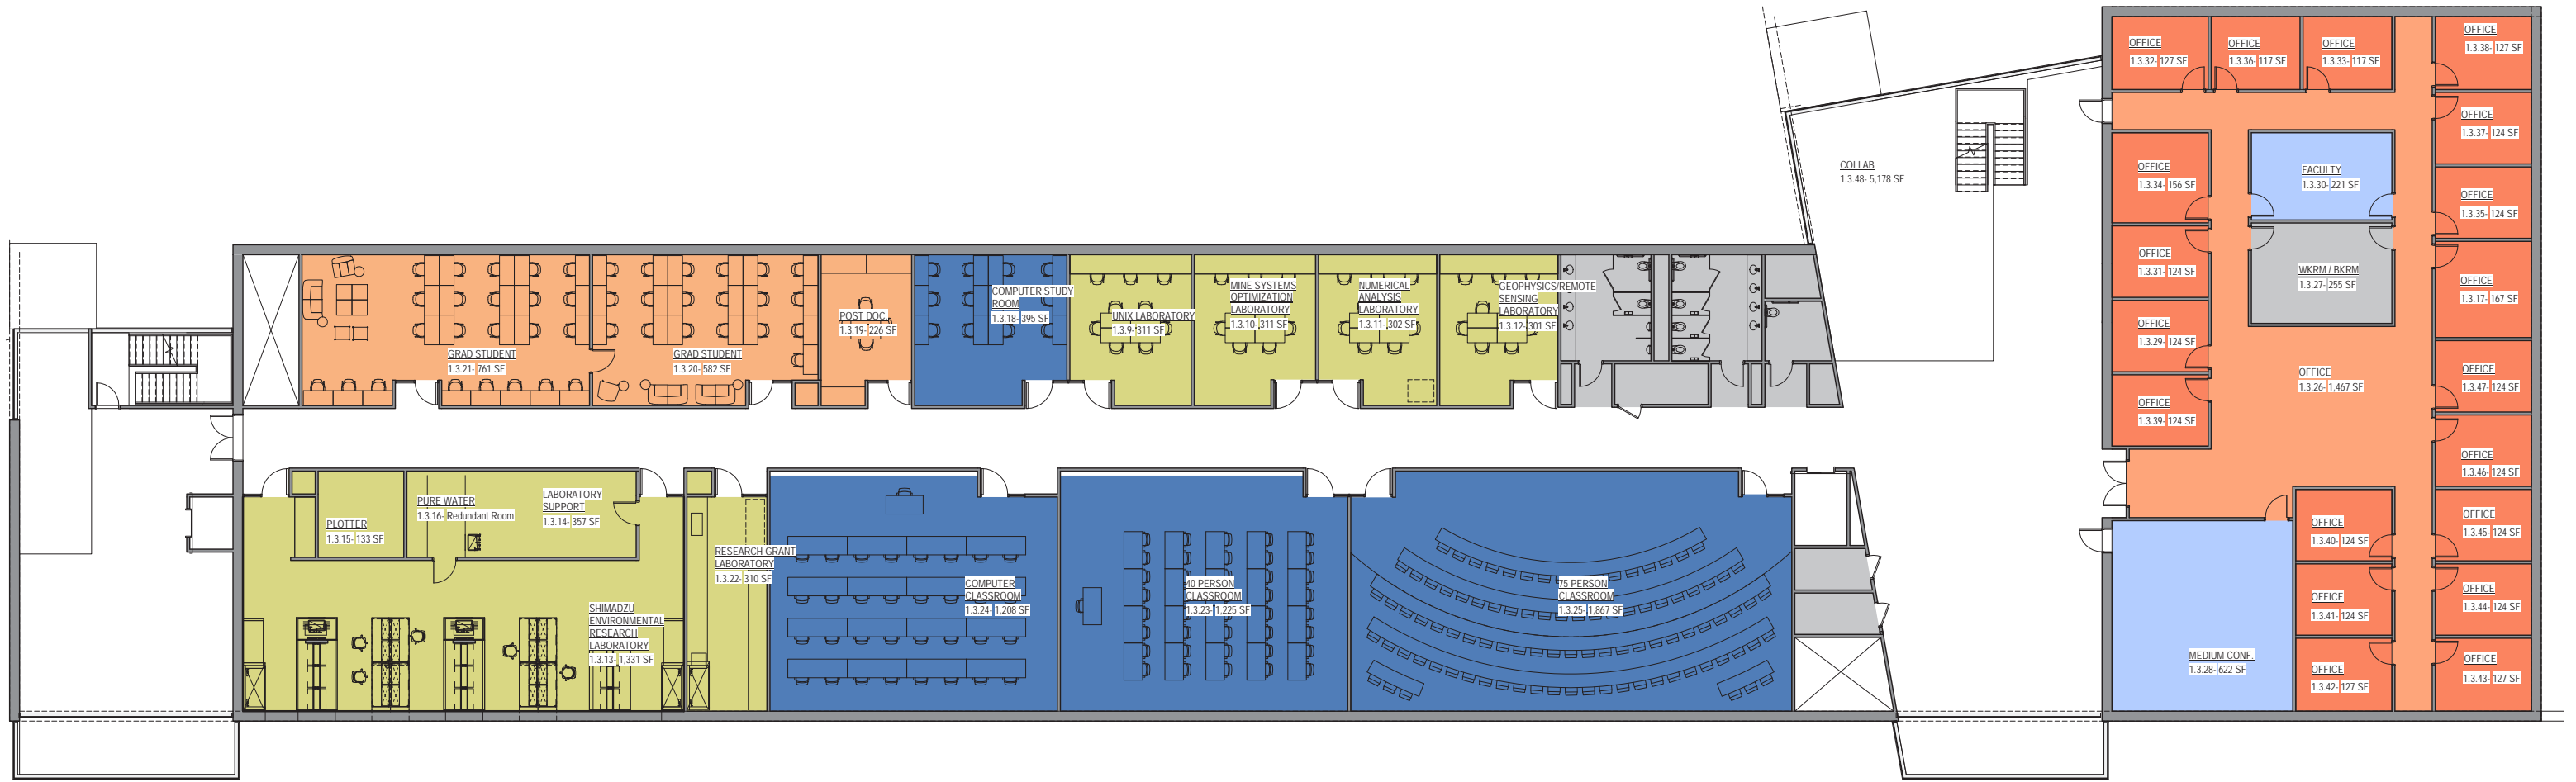 OFFICE
1.3.32- 127 SF
OFFICE
1.3.36- 117 SF
OFFICE
1.3.33- 117 SF
OFFICE
1.3.38- 127 SF
OFFICE
1.3.37- 124 SF
COLLAB
1.3.48- 5,178 SF
OFFICE
1.3.34- 156 SF
FACULTY
1.3.30- 221 SF
OFFICE
1.3.35- 124 SF
OFFICE
1.3.31- 124 SF
WKRM / BKRM
1.3.27- 255 SF
OFFICE
1.3.17- 167 SF
OFFICE
1.3.29- 124 SF
OFFICE
1.3.26- 1,467 SF
OFFICE
1.3.47- 124 SF
OFFICE
1.3.39- 124 SF
OFFICE
1.3.46- 124 SF
OFFICE
1.3.40- 124 SF
OFFICE
1.3.45- 124 SF
OFFICE
1.3.41- 124 SF
OFFICE
1.3.44- 124 SF
MEDIUM CONF.
1.3.28- 622 SF
OFFICE
1.3.42- 127 SF
OFFICE
1.3.43- 127 SF
GRAD STUDENT
1.3.21- 761 SF
GRAD STUDENT
1.3.20- 582 SF
POST DOC
1.3.19- 226 SF
COMPUTER STUDY
ROOM
1.3.18- 395 SF
UNIX LABORATORY
1.3.9- 311 SF
MINE SYSTEMS
OPTIMIZATION
LABORATORY
1.3.10- 311 SF
NUMERICAL
ANALYSIS
LABORATORY
1.3.11- 302 SF
GEOPHYSICS/REMOTE
SENSING
LABORATORY
1.3.12- 301 SF
PLOTTER
1.3.15- 133 SF
PURE WATER
1.3.16- Redundant Room
LABORATORY
SUPPORT
1.3.14- 357 SF
SHIMADZU
ENVIRONMENTAL
RESEARCH
LABORATORY
1.3.13- 1,331 SF
RESEARCH GRANT
LABORATORY
1.3.22- 310 SF
COMPUTER
CLASSROOM
1.3.24- 1,208 SF
40 PERSON
CLASSROOM
1.3.23- 1,225 SF
75 PERSON
CLASSROOM
1.3.25- 1,867 SF